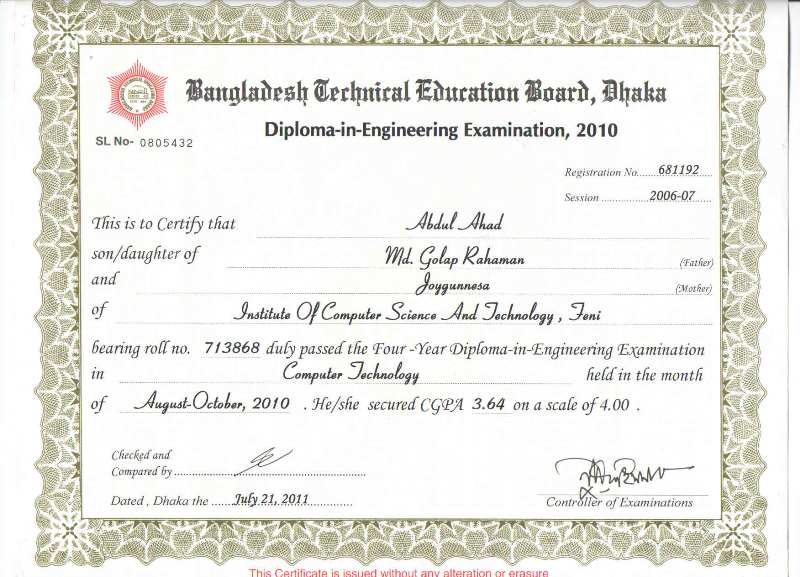 Bangladesh Technical Education Board, Dhaka
Diploma-in-Engineering Examination, 2010
SL No- 0805432
Registration No. 681192
Session 2006-07
This is to Certify that Abdul Ahad
son/daughter of Md. Golap Rahaman (Father)
and Joygunnesa (Mother)
of Institute Of Computer Science And Technology , Feni
bearing roll no. 713868 duly passed the Four -Year Diploma-in-Engineering Examination
in Computer Technology held in the month
of August-October, 2010 . He/she secured CGPA 3.64 on a scale of 4.00 .
Checked and
Compared by
Dated , Dhaka the July 21, 2011
Controller of Examinations
This Certificate is issued without any alteration or erasure